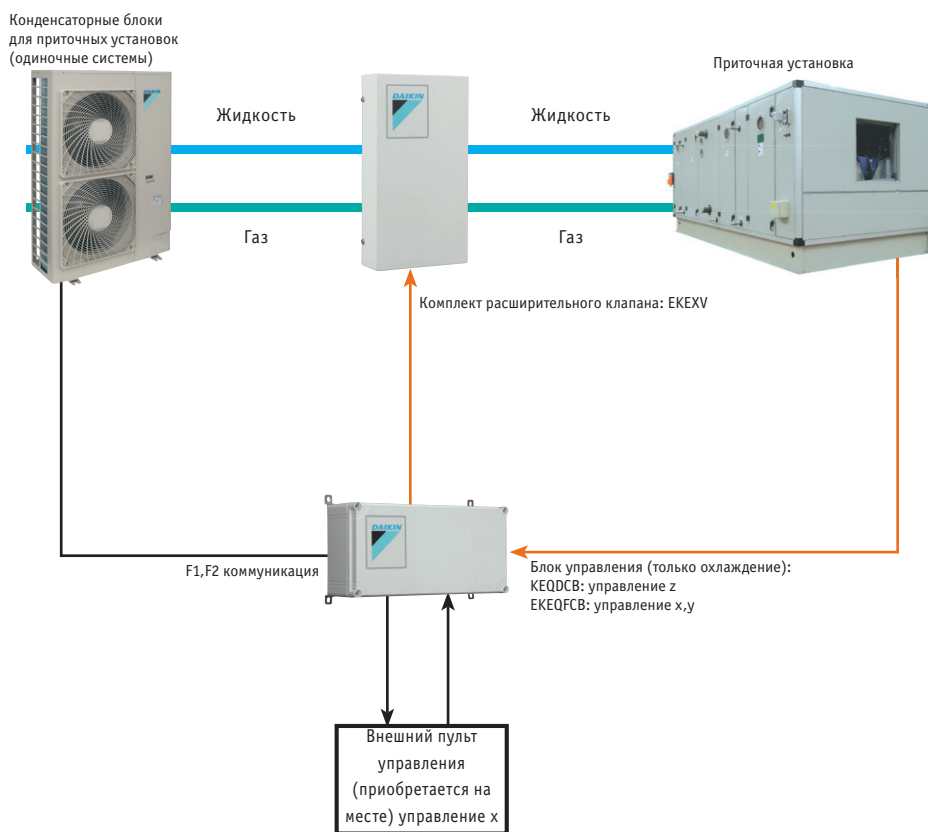 Конденсаторные блоки
для приточных установок
(одиночные системы)
Приточная установка
DAIKIN
DAIKIN
Жидкость
Жидкость
Газ
Газ
Комплект расширительного клапана: EKEXV
DAIKIN
F1,F2 коммуникация
Блок управления (только охлаждение):
KEQDCB: управление z
EKEQFCB: управление x,y
Внешний пульт
управления
(приобретается на
месте) управление x